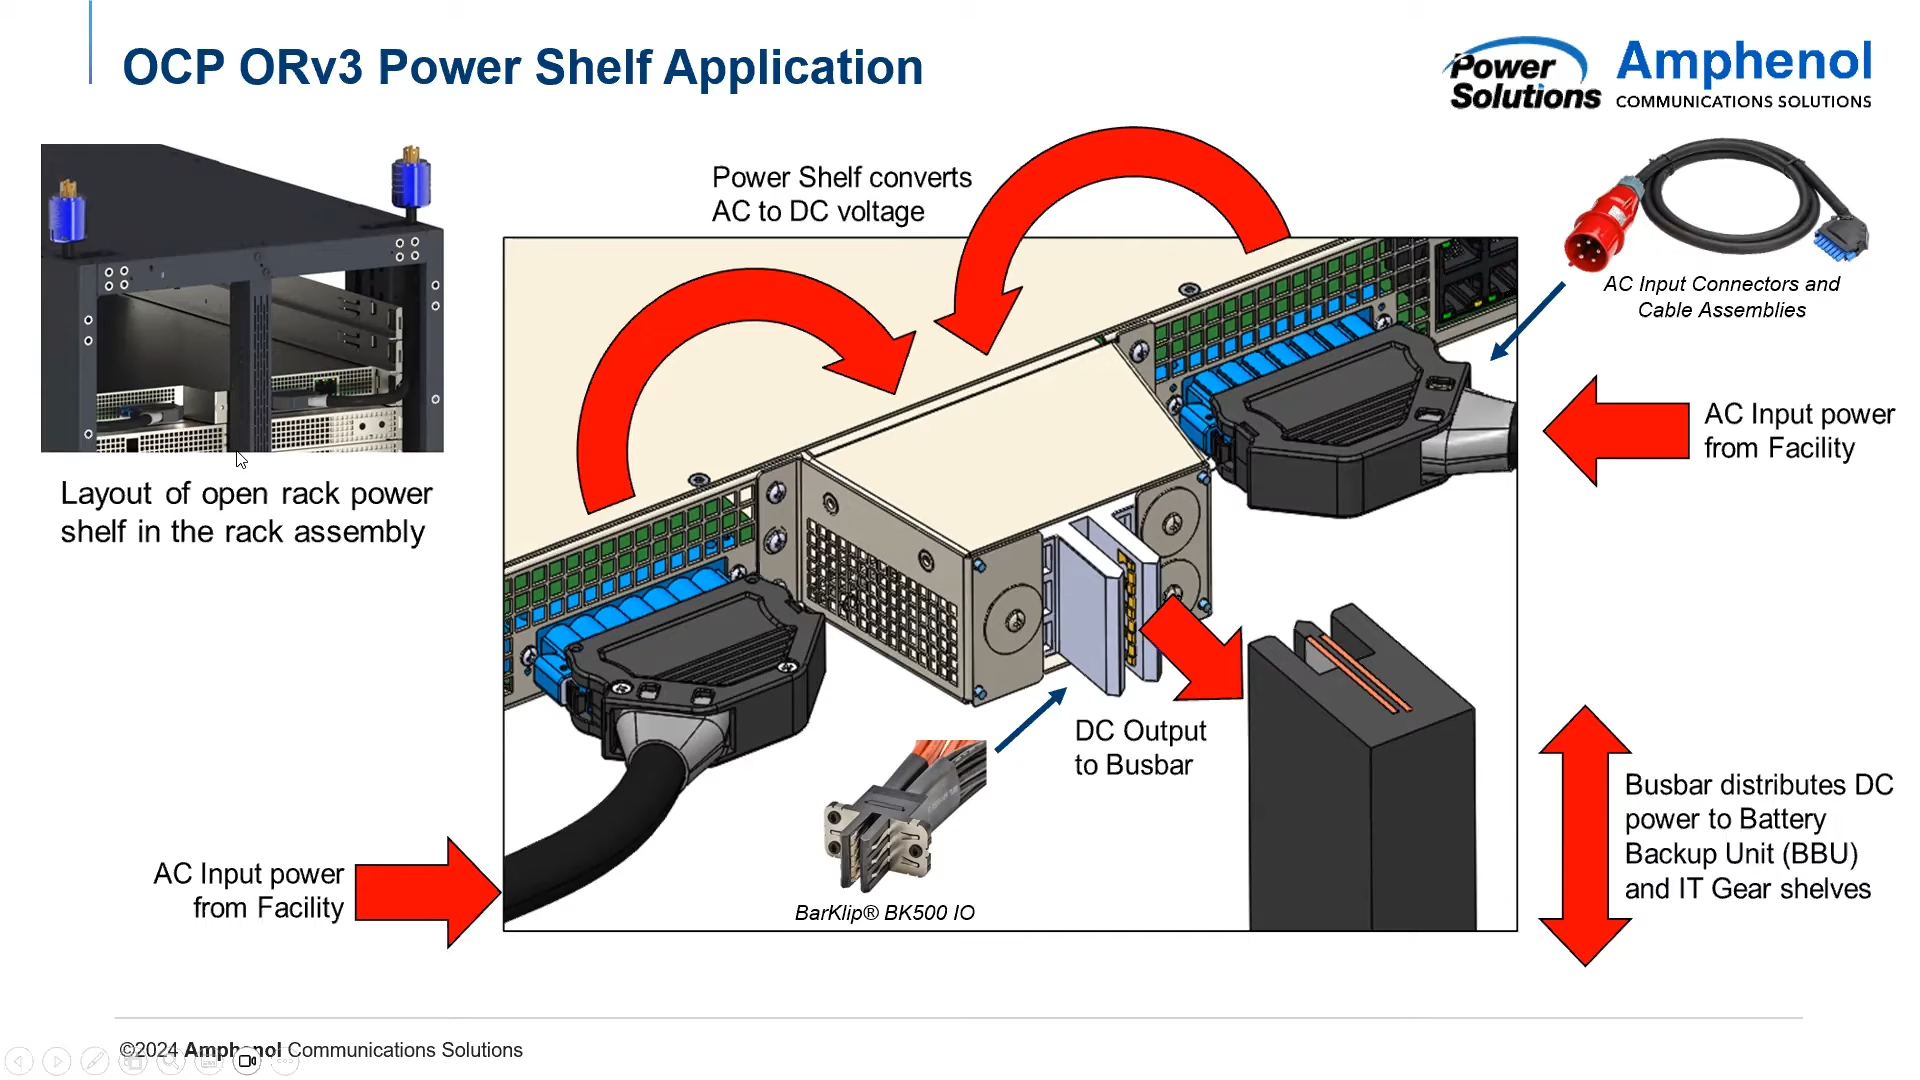 OCP ORv3 Power Shelf Application
Power
Solutions
Amphenol
COMMUNICATIONS SOLUTIONS
Power Shelf converts
AC to DC voltage
AC Input Connectors and
Cable Assemblies
AC Input power
from Facility
Layout of open rack power
shelf in the rack assembly
DC Output
to Busbar
Busbar distributes DC
power to Battery
Backup Unit (BBU)
and IT Gear shelves
AC Input power
from Facility
BarKlip® BK500 IO
©2024 Amphenol Communications Solutions